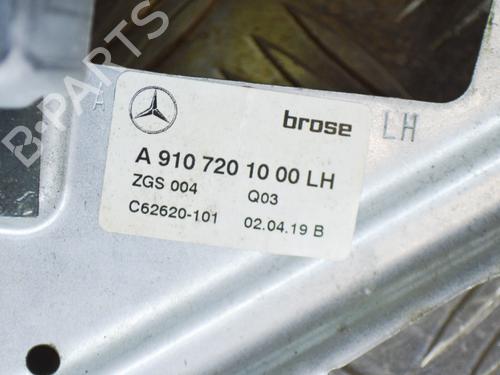 B-PARTS
A
brose
LH
A 910 720 10 00 LH
ZGS 004 Q03
C62620-101 02.04.19 B